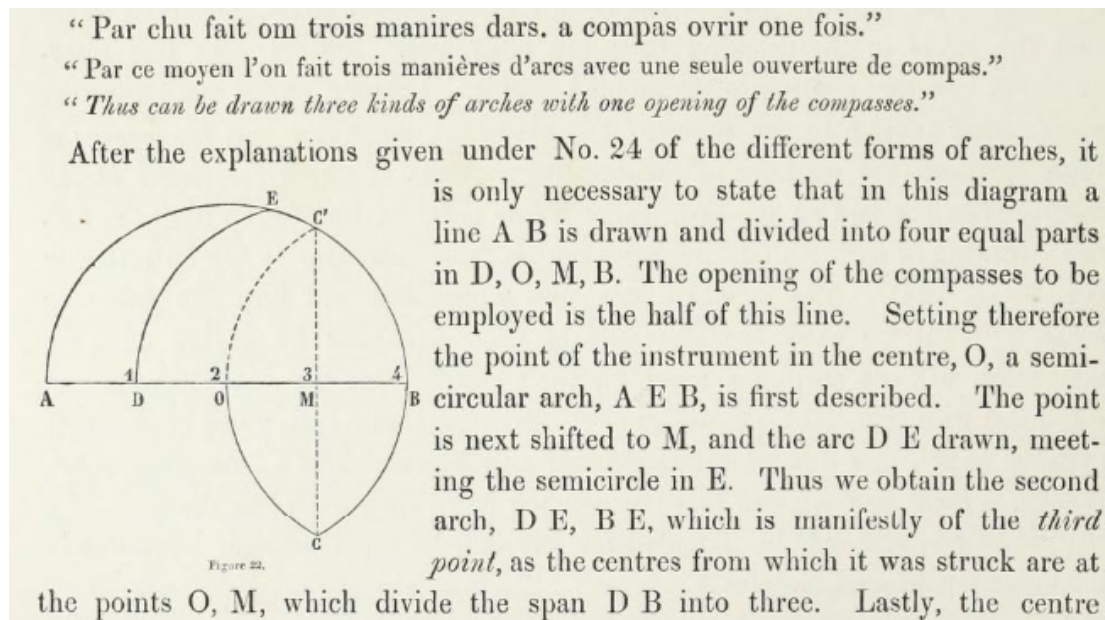 “ Par chu fait om trois manires dars. a compas ovrir one fois.”
“ Par ce moyen l’on fait trois manières d’arcs avec une seule ouverture de compas.”
“ Thus can be drawn three kinds of arches with one opening of the compasses.”
After the explanations given under No. 24 of the different forms of arches, it
is only necessary to state that in this diagram a
line A B is drawn and divided into four equal parts
in D, O, M, B. The opening of the compasses to be
employed is the half of this line. Setting therefore
the point of the instrument in the centre, O, a semi-
circular arch, A E B, is first described. The point
is next shifted to M, and the arc D E drawn, meet-
ing the semicircle in E. Thus we obtain the second
arch, D E, B E, which is manifestly of the third
point, as the centres from which it was struck are at
the points O, M, which divide the span D B into three. Lastly, the centre
E
C′
1 2 3 4
A D O M B
C
Figure 22.